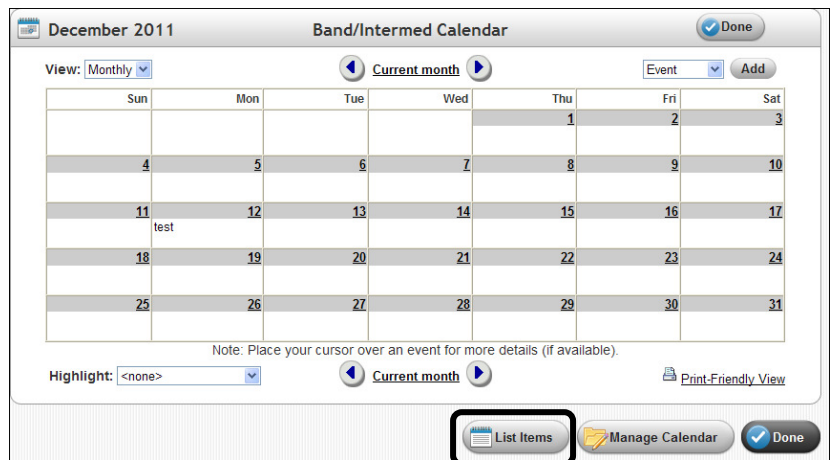 December 2011 Band/Intermed Calendar Done
View: Monthly Current month Event Add
Sun Mon Tue Wed Thu Fri Sat
1 2 3
4 5 6 7 8 9 10
11 12 13 14 15 16 17
test
18 19 20 21 22 23 24
25 26 27 28 29 30 31
Note: Place your cursor over an event for more details (if available).
Highlight: <none> Current month Print-Friendly View
List Items Manage Calendar Done